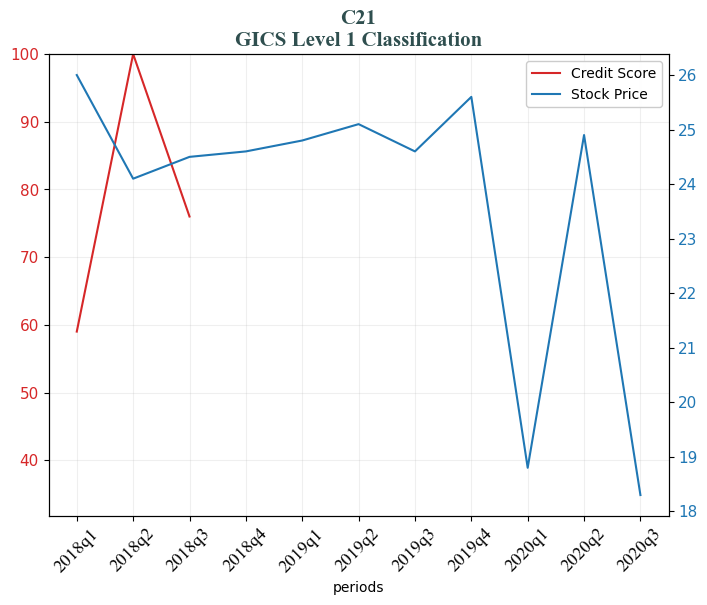 C21
GICS Level 1 Classification
Credit Score
Stock Price
100
90
80
70
60
50
40
26
25
24
23
22
21
20
19
18
2018q1
2018q2
2018q3
2018q4
2019q1
2019q2
2019q3
2019q4
2020q1
2020q2
2020q3
periods